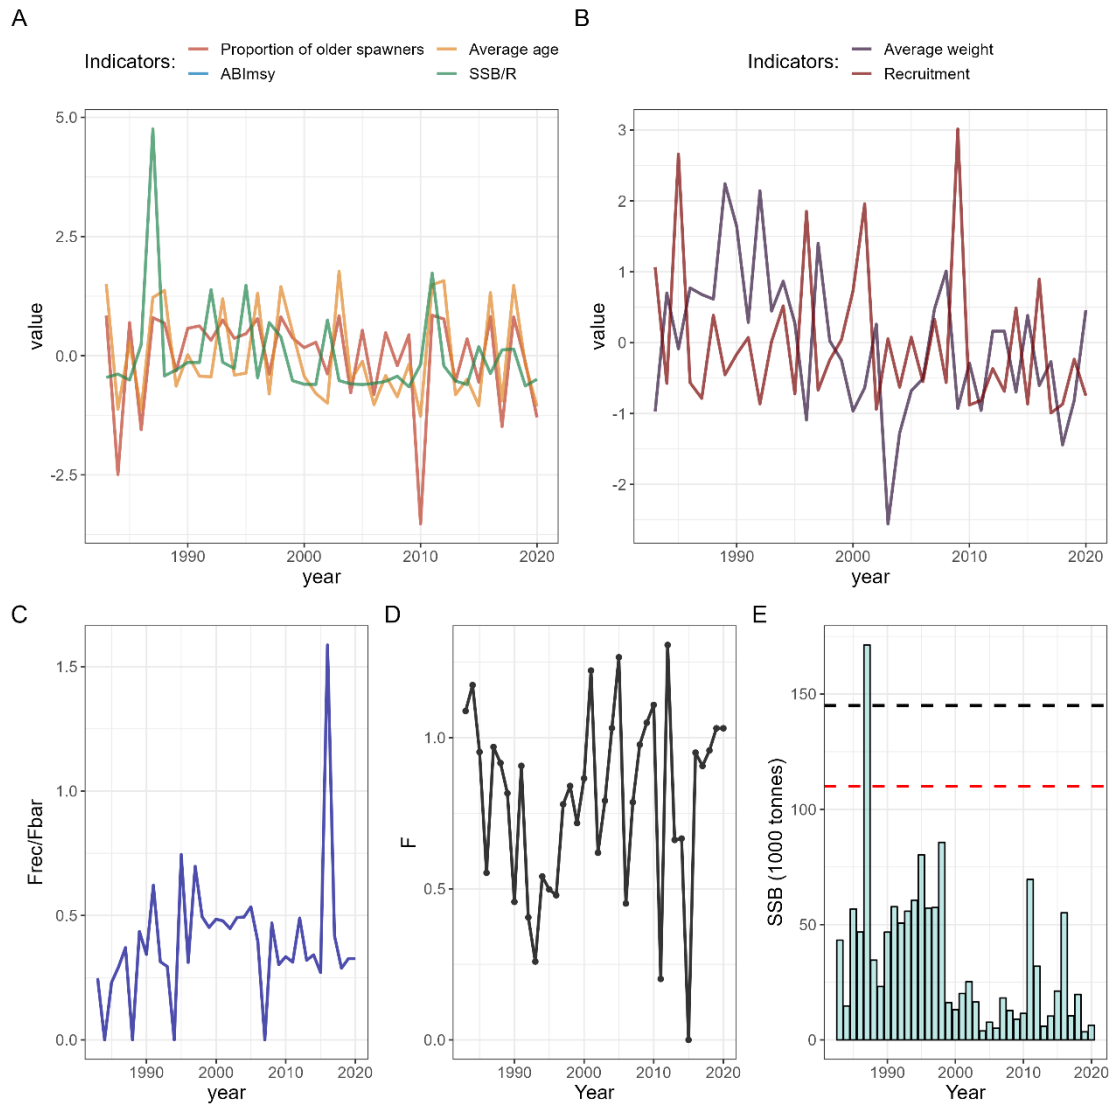 A
Indicators:
Proportion of older spawners
Average age
ABImsy
SSB/R
5.0
2.5
0.0
-2.5
value
1990
2000
2010
2020
year
B
Indicators:
Average weight
Recruitment
3
2
1
0
-1
-2
value
1990
2000
2010
2020
year
C
1.5
1.0
0.5
0.0
Frec/Fbar
1990
2000
2010
2020
year
D
1.0
0.5
0.0
F
1990
2000
2010
2020
Year
E
150
100
50
0
SSB (1000 tonnes)
1990
2000
2010
2020
Year